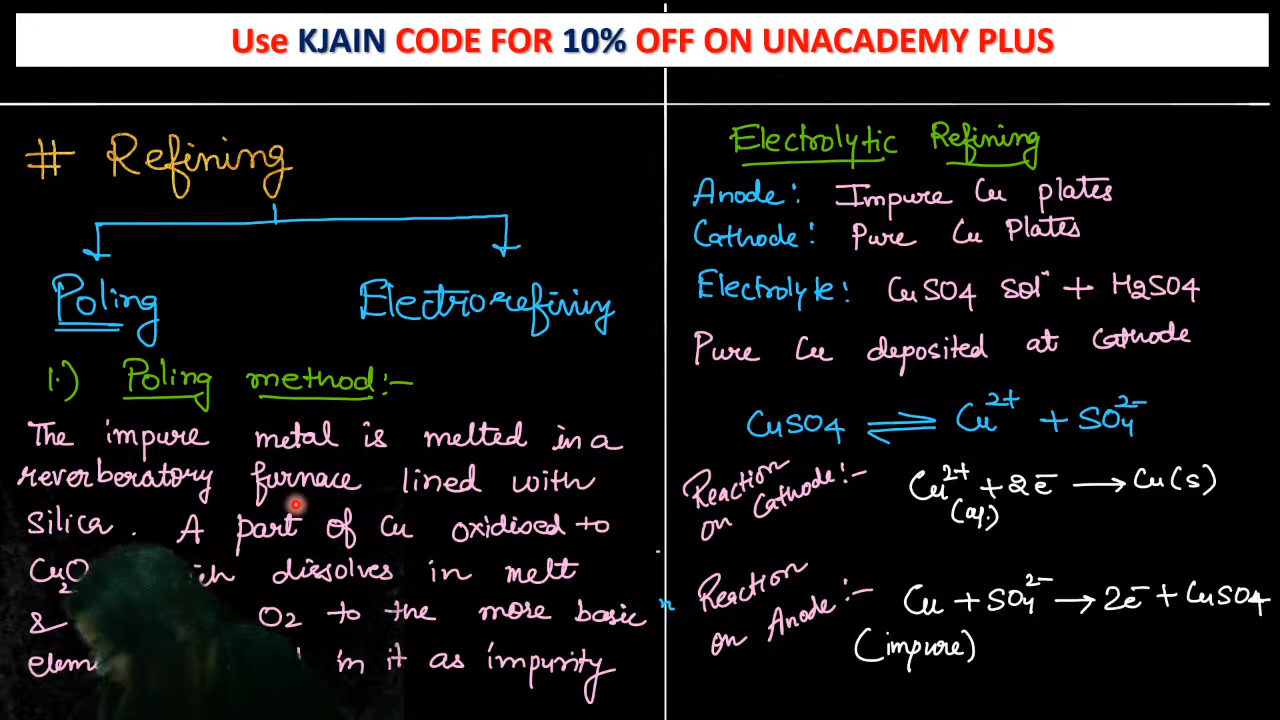 Use KJAIN CODE FOR 10% OFF ON UNACADEMY PLUS
# Refining
Poling
Electrorefining
1.) Poling method:-
The impure metal is melted in a
reverberatory furnace lined with
Silica. A part of Cu oxidised to
Cu2O dissolves in melt
& O2 to the more basic
in it as impurity
Electrolytic Refining
Anode: Impure Cu plates
Cathode: Pure Cu Plates
Electrolyte: CuSO4 solⁿ + H2SO4
Pure Cu deposited at cathode
CuSO4 ⇌ Cu²⁺ + SO4²⁻
Reaction on Cathode:- Cu²⁺ + 2e⁻ → Cu(s)
(aq.)
Reaction on Anode:- Cu + SO4²⁻ → 2e⁻ + CuSO4
(impure)